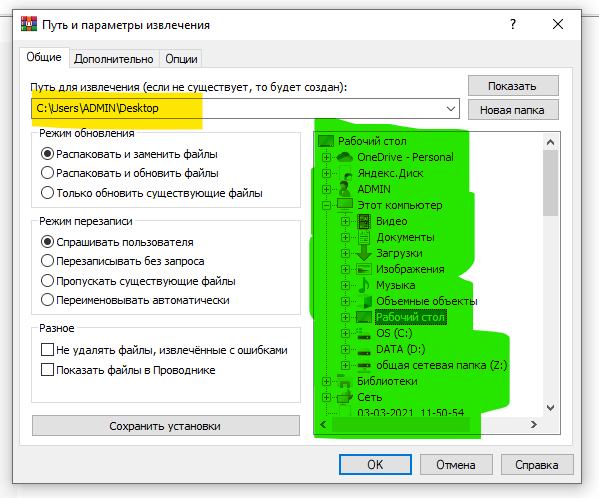 Путь и параметры извлечения
Общие
Дополнительно
Опции
Путь для извлечения (если не существует, то будет создан):
Показать
C:\Users\ADMIN\Desktop
Новая папка
Режим обновления
Распаковать и заменить файлы
Распаковать и обновить файлы
Только обновить существующие файлы
Режим перезаписи
Спрашивать пользователя
Перезаписывать без запроса
Пропускать существующие файлы
Переименовывать автоматически
Разное
Не удалять файлы, извлечённые с ошибками
Показать файлы в Проводнике
Сохранить установки
Рабочий стол
OneDrive - Personal
Яндекс.Диск
ADMIN
Этот компьютер
Видео
Документы
Загрузки
Изображения
Музыка
Объемные объекты
Рабочий стол
OS (C:)
DATA (D:)
общая сетевая папка (Z:)
Библиотеки
Сеть
03-03-2021_11-50-54
OK
Отмена
Справка